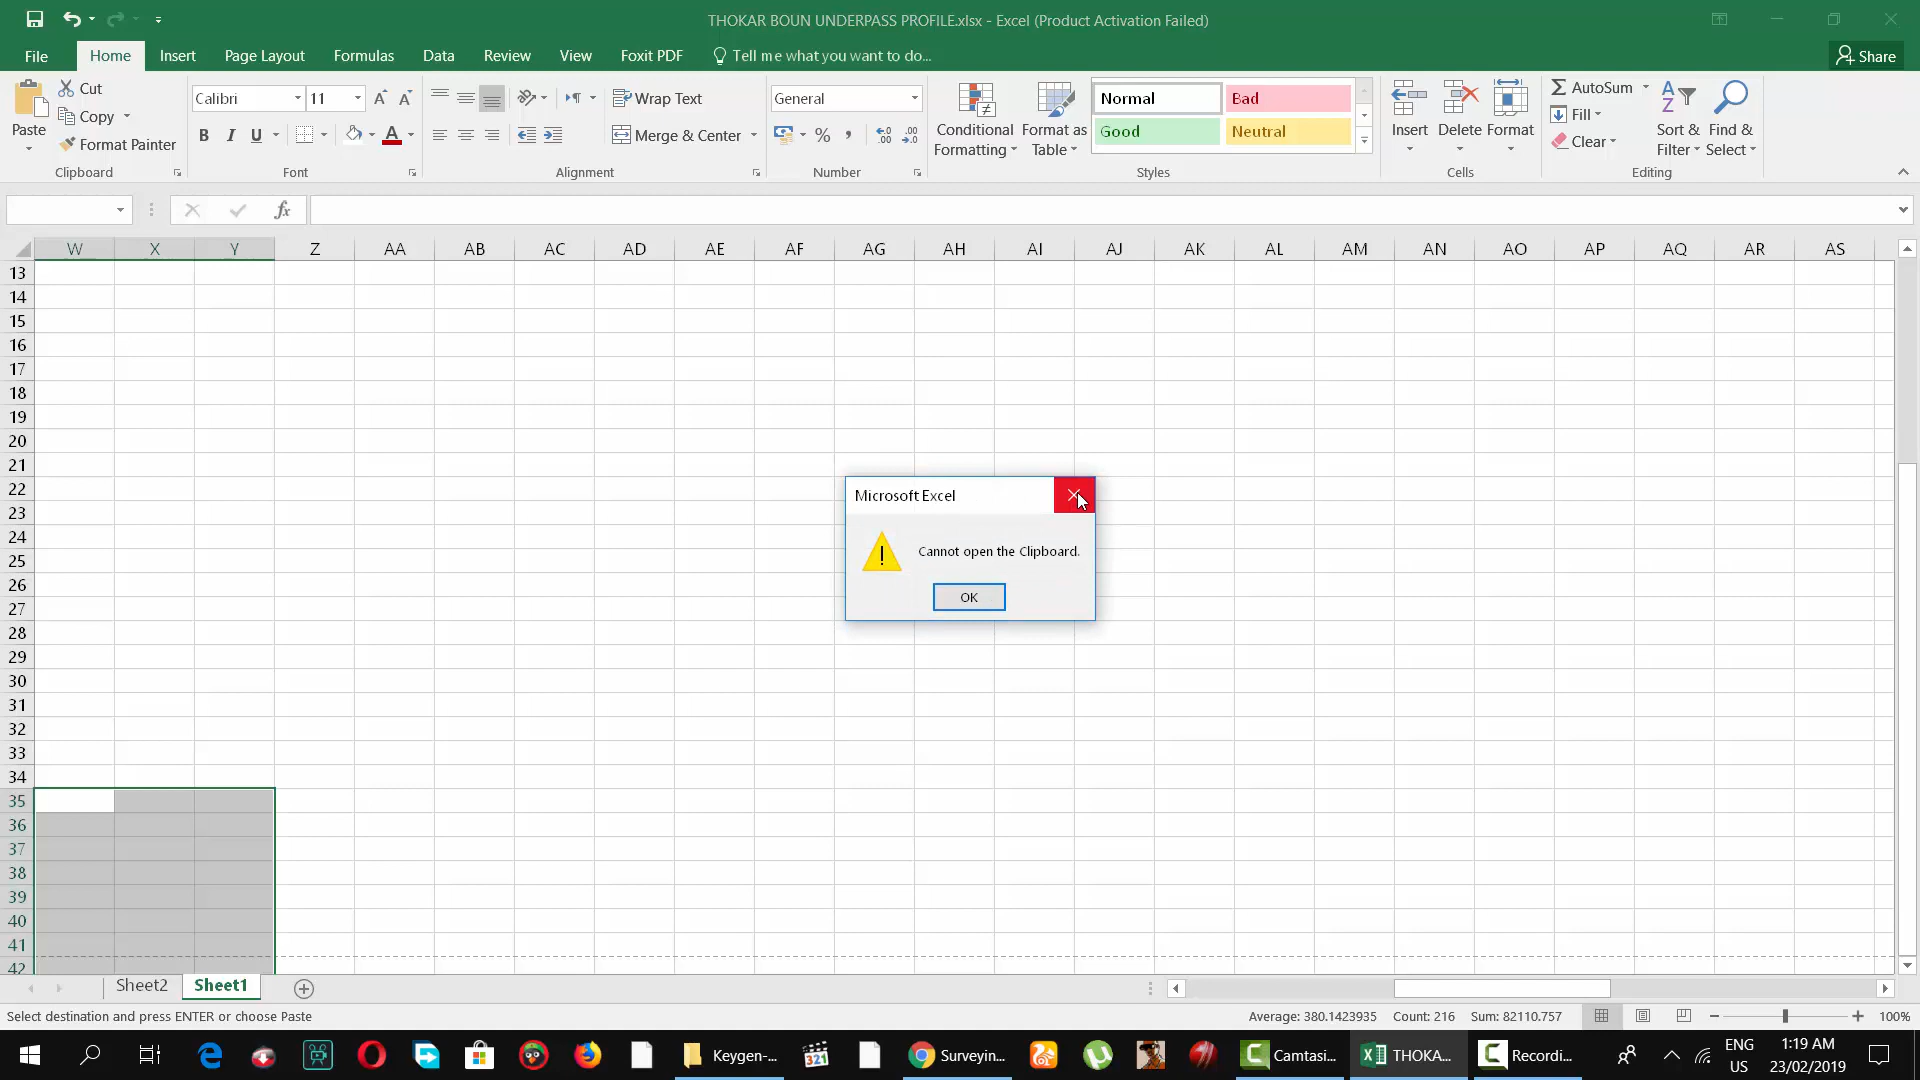 THOKAR BOUN UNDERPASS PROFILE.xlsx - Excel (Product Activation Failed)
File Home Insert Page Layout Formulas Data Review View Foxit PDF Tell me what you want to do... Share
Paste
Cut
Copy
Format Painter
Clipboard
Calibri 11
B I U
Font
Wrap Text
Merge & Center
Alignment
General
%
Number
Conditional Formatting
Format as Table
Normal Bad
Good Neutral
Styles
Insert Delete Format
Cells
AutoSum
Fill
Clear
Sort & Filter
Find & Select
Editing
fx
W X Y Z AA AB AC AD AE AF AG AH AI AJ AK AL AM AN AO AP AQ AR AS
13
14
15
16
17
18
19
20
21
22
23
24
25
26
27
28
29
30
31
32
33
34
35
36
37
38
39
40
41
42
Microsoft Excel
Cannot open the Clipboard.
OK
Sheet2 Sheet1
Select destination and press ENTER or choose Paste Average: 380.1423935 Count: 216 Sum: 82110.757 100%
Keygen-... 321 Surveyin... Camtasi... THOKA... Recordi...
ENG
US
1:19 AM
23/02/2019